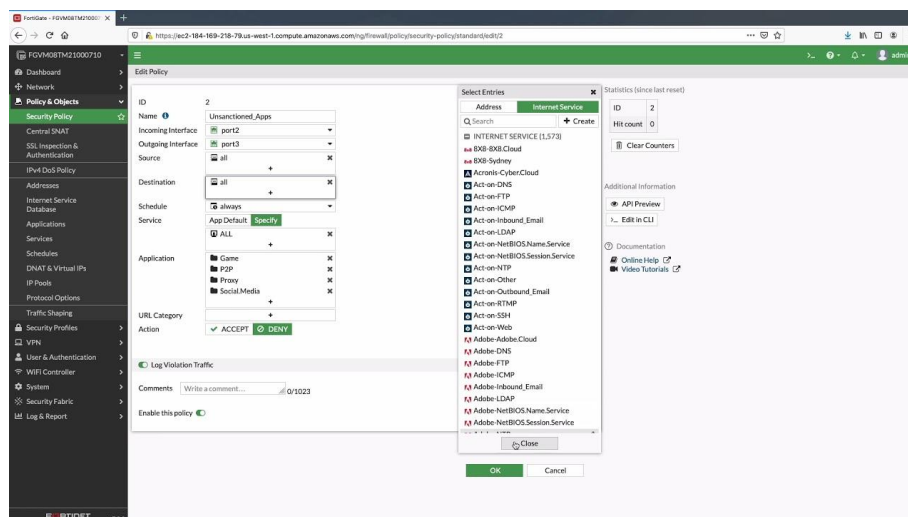 FortiGate - FGVM08TM21000
https://ec2-184-169-218-79.us-west-1.compute.amazonaws.com/ng/firewall/policy/security-policy/standard/edit/2
FGVM08TM21000710
admi
Dashboard
Network
Policy & Objects
Security Policy
Central SNAT
SSL Inspection &
Authentication
IPv4 DoS Policy
Addresses
Internet Service
Database
Applications
Services
Schedules
DNAT & Virtual IPs
IP Pools
Protocol Options
Traffic Shaping
Security Profiles
VPN
User & Authentication
WiFi Controller
System
Security Fabric
Log & Report
Edit Policy
ID 2
Name Unsanctioned_Apps
Incoming Interface port2
Outgoing Interface port3
Source all
+
Destination all
+
Schedule always
Service App Default Specify
ALL
+
Application Game
P2P
Proxy
Social.Media
+
URL Category +
Action ACCEPT DENY
Log Violation Traffic
Comments Write a comment... 0/1023
Enable this policy
Select Entries
Address Internet Service
Search + Create
INTERNET SERVICE (1,573)
8X8-8X8.Cloud
8X8-Sydney
Acronis-Cyber.Cloud
Act-on-DNS
Act-on-FTP
Act-on-ICMP
Act-on-Inbound_Email
Act-on-LDAP
Act-on-NetBIOS.Name.Service
Act-on-NetBIOS.Session.Service
Act-on-NTP
Act-on-Other
Act-on-Outbound_Email
Act-on-RTMP
Act-on-SSH
Act-on-Web
Adobe-Adobe.Cloud
Adobe-DNS
Adobe-FTP
Adobe-ICMP
Adobe-Inbound_Email
Adobe-LDAP
Adobe-NetBIOS.Name.Service
Adobe-NetBIOS.Session.Service
Close
OK Cancel
Statistics (since last reset)
ID 2
Hit count 0
Clear Counters
Additional Information
API Preview
>_ Edit in CLI
Documentation
Online Help
Video Tutorials